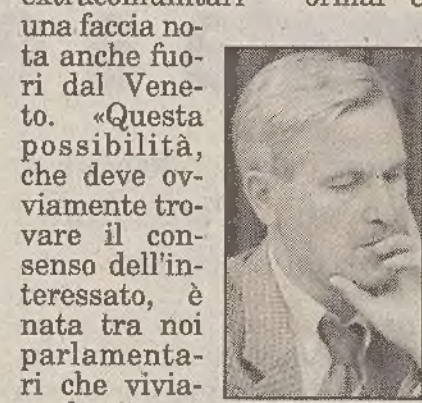 una faccia no-
ta anche fuo-
ri dal Vene-
to. «Questa
possibilità,
che deve ov-
viamente tro-
vare il con-
senso dell'in-
teressato, è
nata tra noi
parlamenta-
ri che vivia-